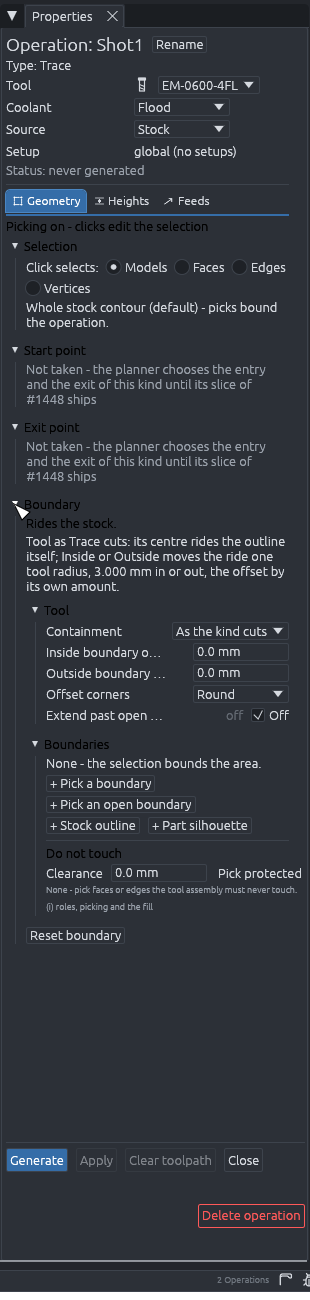 Properties
Operation: Shot1 Rename
Type: Trace
Tool EM-0600-4FL
Coolant Flood
Source Stock
Setup global (no setups)
Status: never generated
Geometry Heights Feeds
Picking on - clicks edit the selection
Selection
Click selects: Models Faces Edges
Vertices
Whole stock contour (default) - picks bound
the operation.
Start point
Not taken - the planner chooses the entry
and the exit of this kind until its slice of
#1448 ships
Exit point
Not taken - the planner chooses the entry
and the exit of this kind until its slice of
#1448 ships
Boundary
Rides the stock.
Tool as Trace cuts: its centre rides the outline
itself; Inside or Outside moves the ride one
tool radius, 3.000 mm in or out, the offset by
its own amount.
Tool
Containment As the kind cuts
Inside boundary o... 0.0 mm
Outside boundary ... 0.0 mm
Offset corners Round
Extend past open ... off Off
Boundaries
None - the selection bounds the area.
+ Pick a boundary
+ Pick an open boundary
+ Stock outline + Part silhouette
Do not touch
Clearance 0.0 mm Pick protected
None - pick faces or edges the tool assembly must never touch.
(i) roles, picking and the fill
Reset boundary
Generate Apply Clear toolpath Close
Delete operation
2 Operations